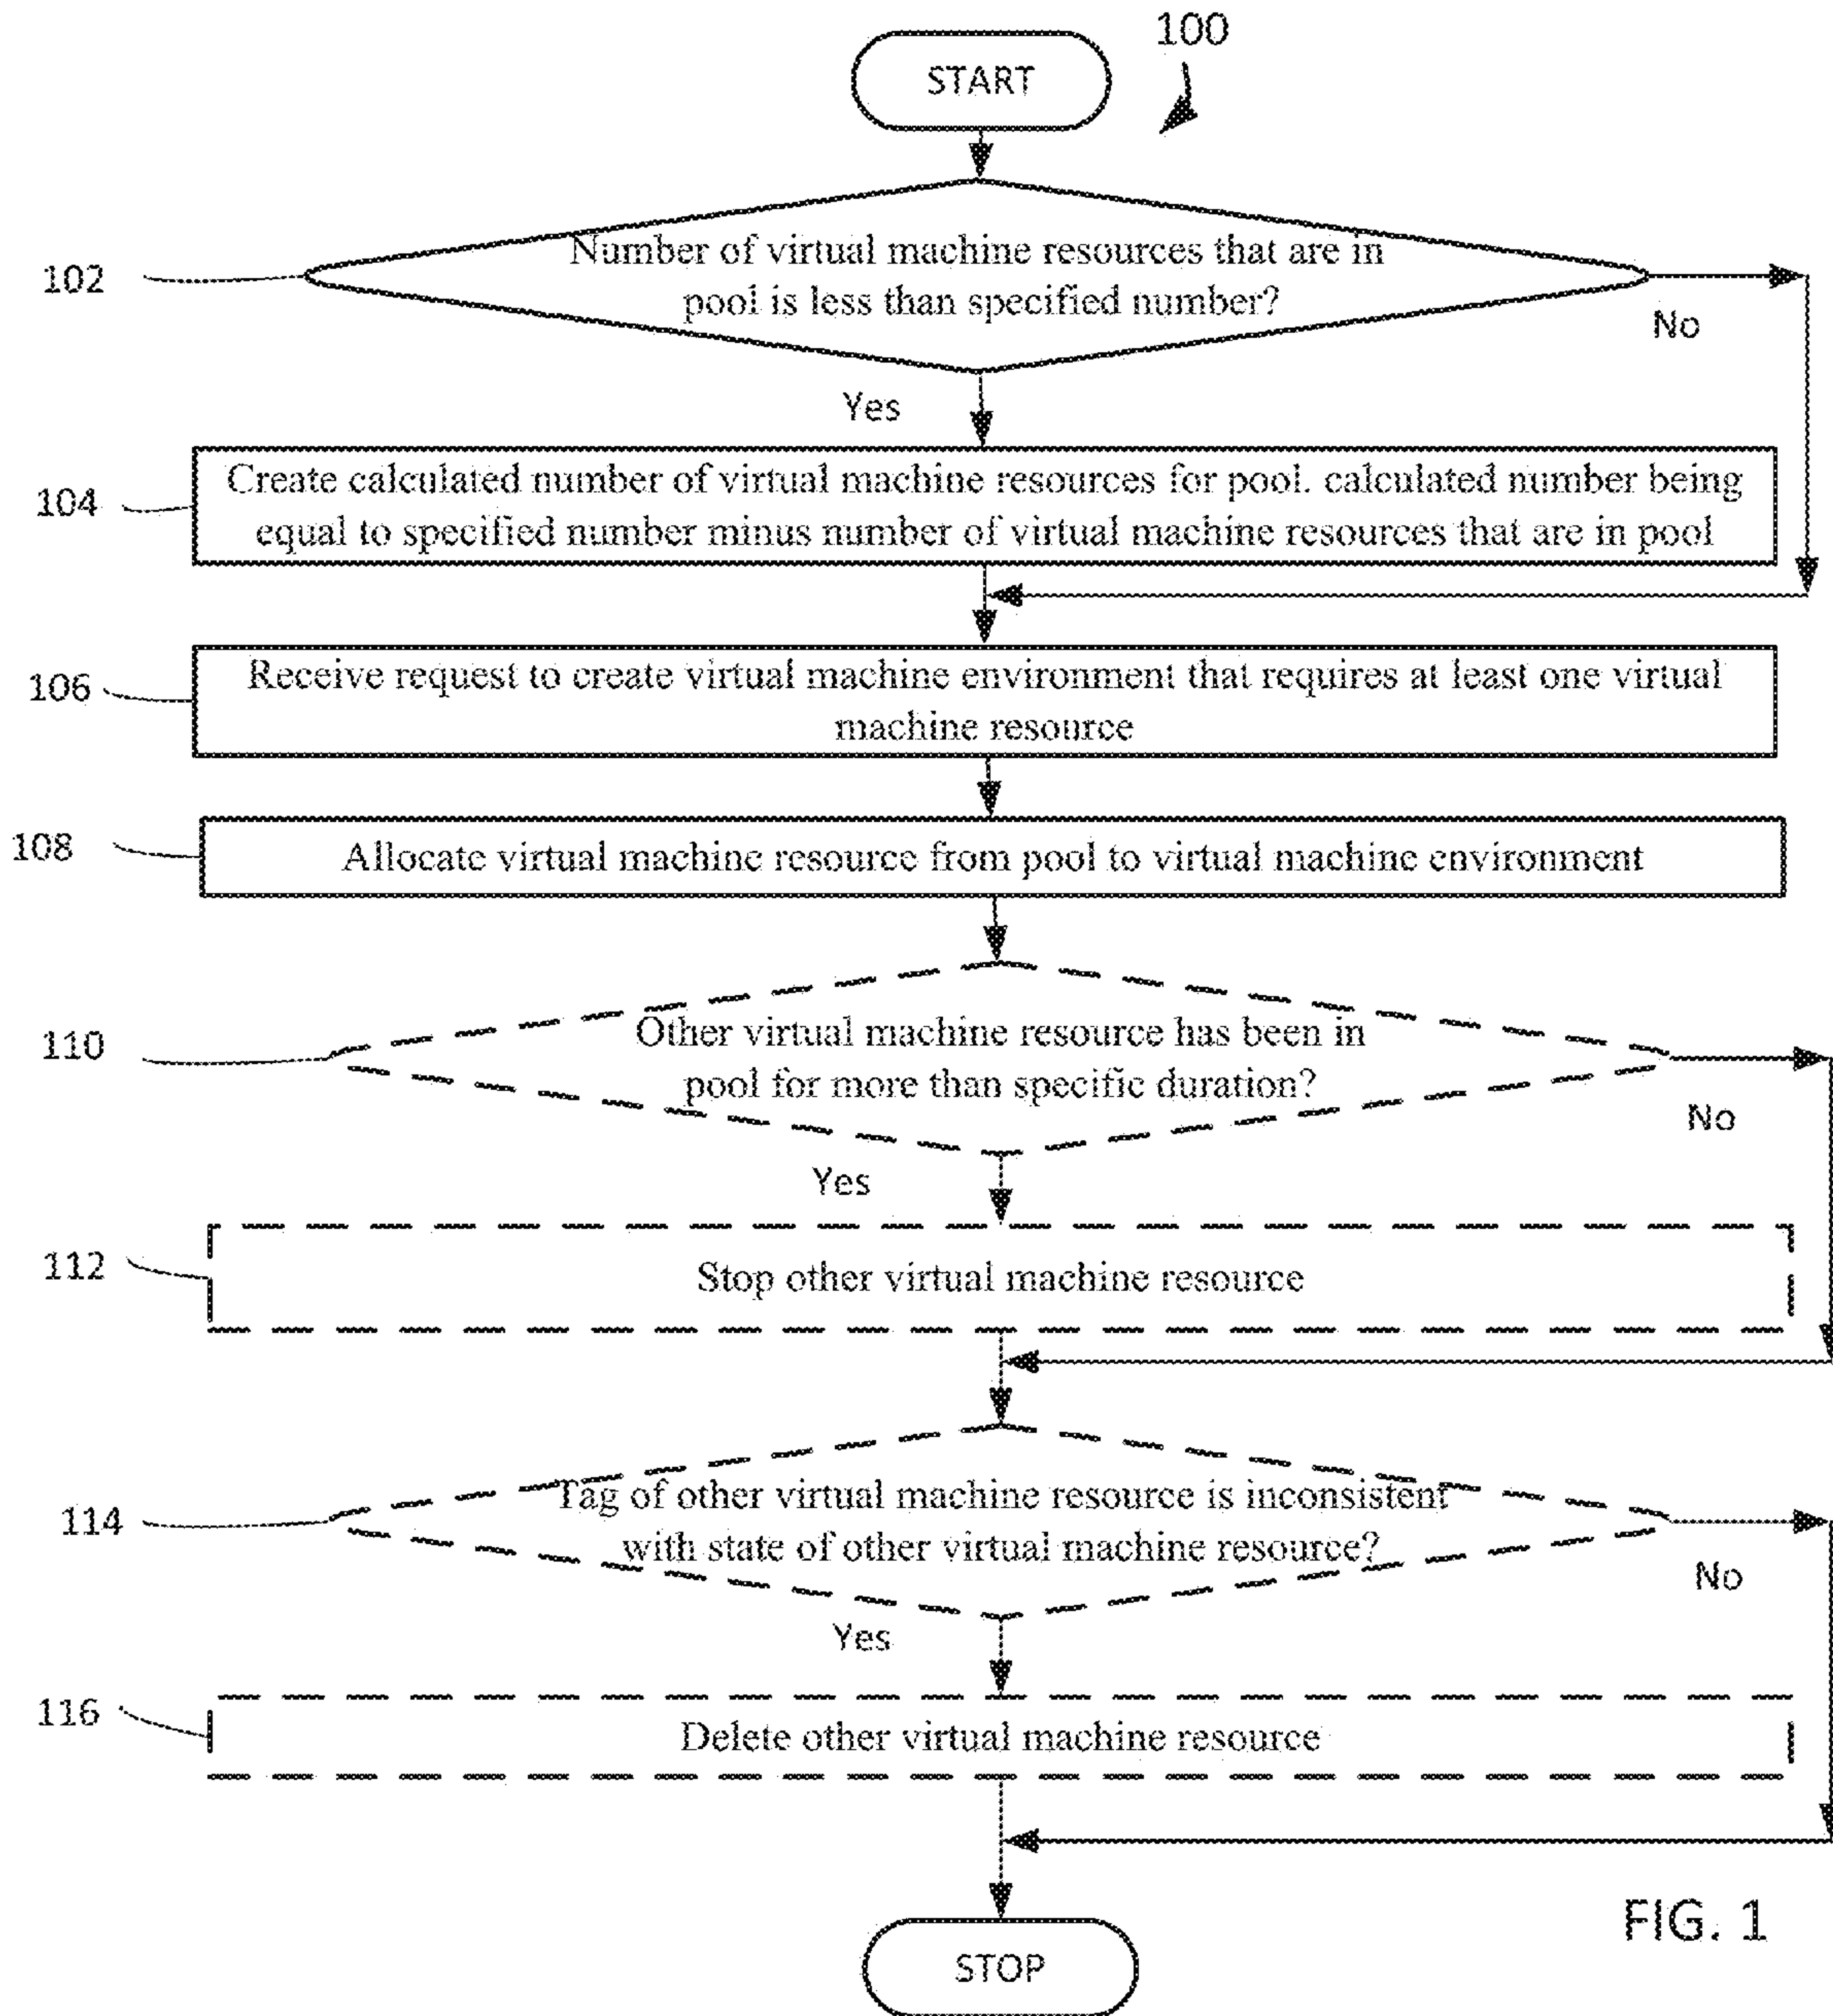 100
START
102
Number of virtual machine resources that are in
pool is less than specified number?
No
Yes
104
Create calculated number of virtual machine resources for pool. calculated number being
equal to specified number minus number of virtual machine resources that are in pool
106
Receive request to create virtual machine environment that requires at least one virtual
machine resource
108
Allocate virtual machine resource from pool to virtual machine environment
110
Other virtual machine resource has been in
pool for more than specific duration?
No
Yes
112
Stop other virtual machine resource
114
Tag of other virtual machine resource is inconsistent
with state of other virtual machine resource?
No
Yes
116
Delete other virtual machine resource
STOP
FIG. 1